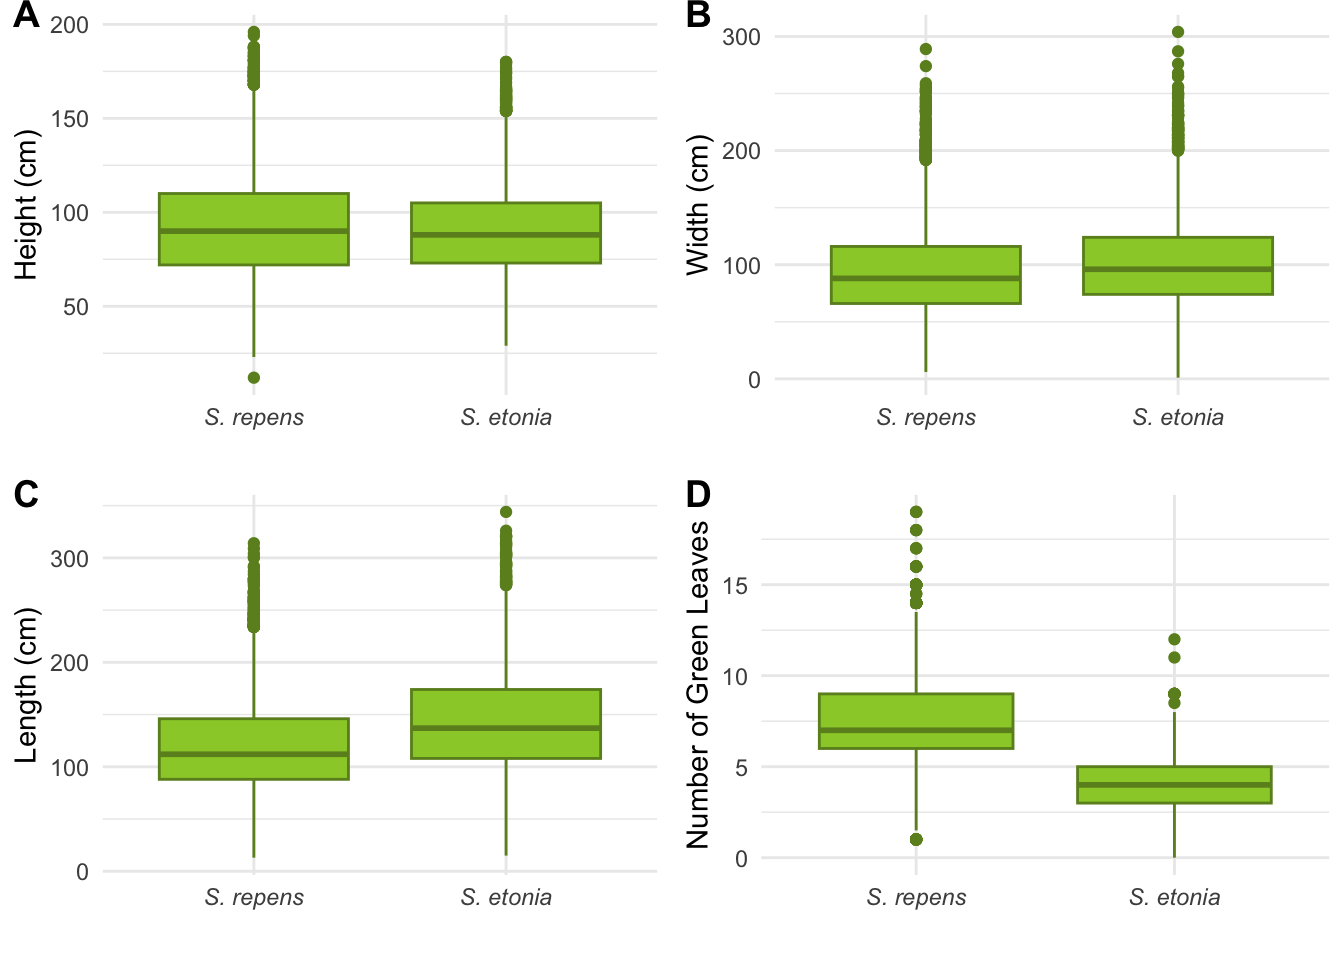 A
Height (cm)
200
150
100
50
S. repens
S. etonia
B
Width (cm)
300
200
100
0
S. repens
S. etonia
C
Length (cm)
300
200
100
0
S. repens
S. etonia
D
Number of Green Leaves
15
10
5
0
S. repens
S. etonia